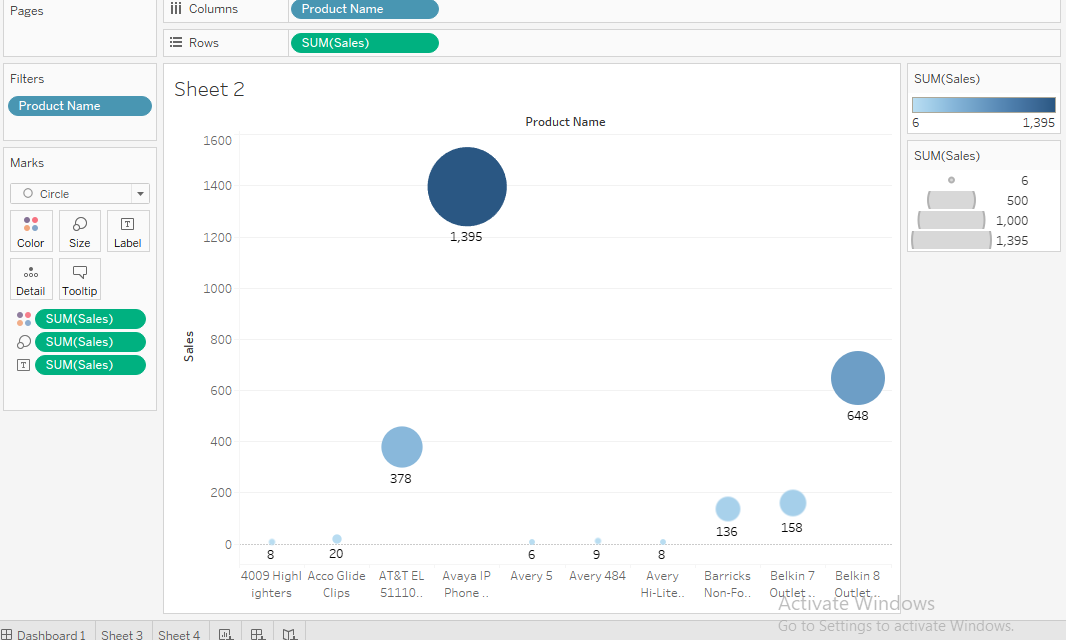 Pages
Columns
Product Name
Rows
SUM(Sales)
Filters
Product Name
Marks
Circle
Color
Size
Label
Detail
Tooltip
SUM(Sales)
SUM(Sales)
SUM(Sales)
Sheet 2
Product Name
Sales
1600
1400
1200
1000
800
600
400
200
0
8
20
378
1,395
6
9
8
136
158
648
4009 Highl
ighters
Acco Glide
Clips
AT&T EL
51110..
Avaya IP
Phone ..
Avery 5
Avery 484
Avery
Hi-Lite..
Barricks
Non-Fo..
Belkin 7
Outlet ..
Belkin 8
Outlet..
SUM(Sales)
6
1,395
SUM(Sales)
6
500
1,000
1,395
Activate Windows
Go to Settings to activate Windows.
Dashboard 1
Sheet 3
Sheet 4